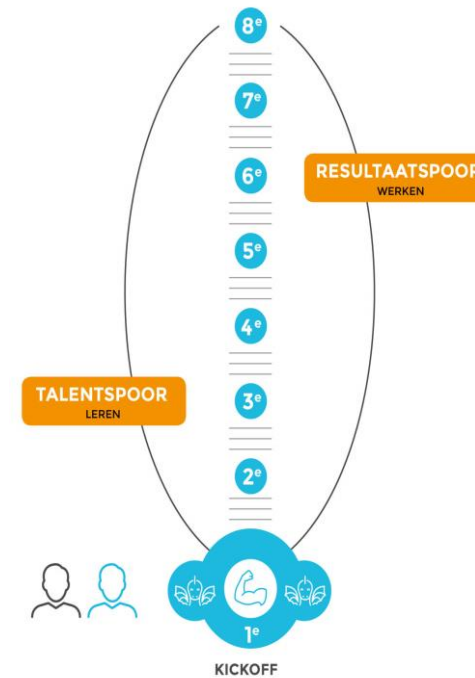 8e
7e
6e
RESULTAATSPOOR
WERKEN
5e
4e
TALENTSPOOR
LEREN
3e
2e
1e
KICKOFF